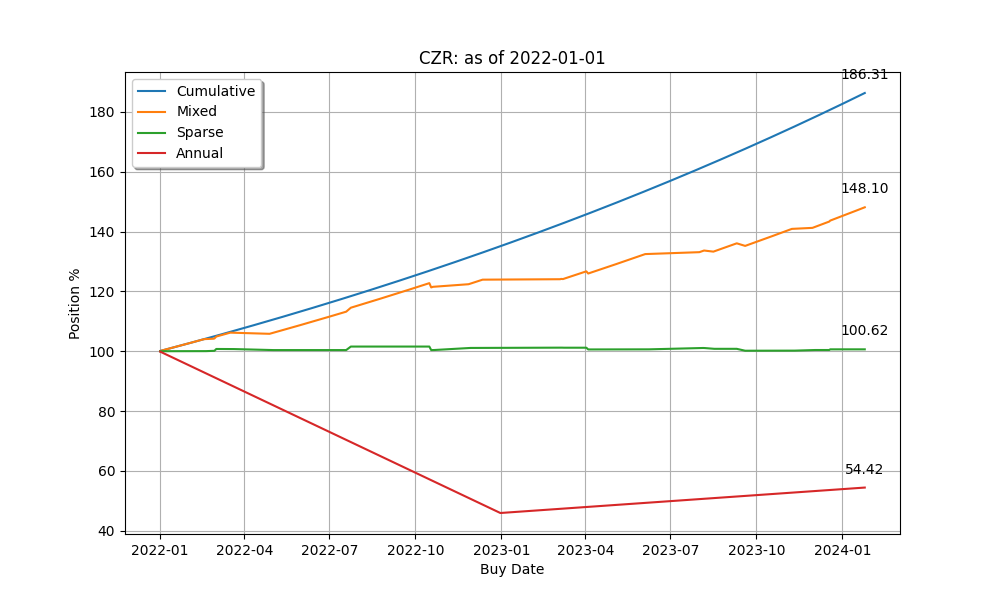 CZR: as of 2022-01-01
186.31
Cumulative
Mixed
Sparse
Annual
180
160
148.10
140
120
100.62
100
80
60
54.42
40
Position %
2022-01 2022-04 2022-07 2022-10 2023-01 2023-04 2023-07 2023-10 2024-01
Buy Date